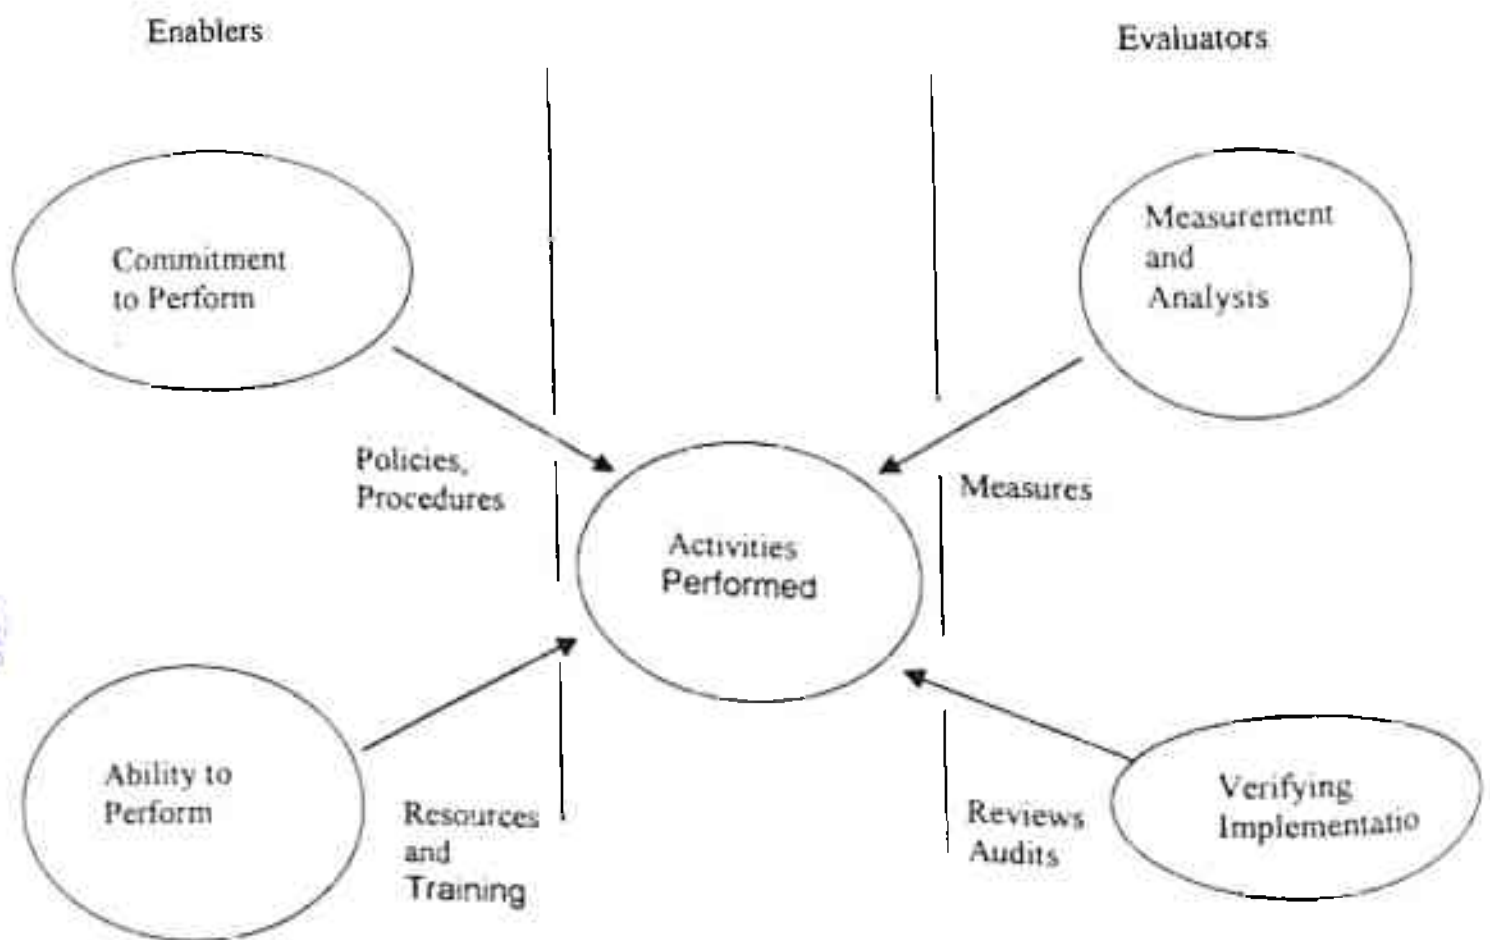 Enablers
Evaluators
Commitment
to Perform
Measurement
and
Analysis
Policies,
Procedures
Measures
Activities
Performed
Ability to
Perform
Resources
and
Training
Reviews
Audits
Verifying
Implementatio